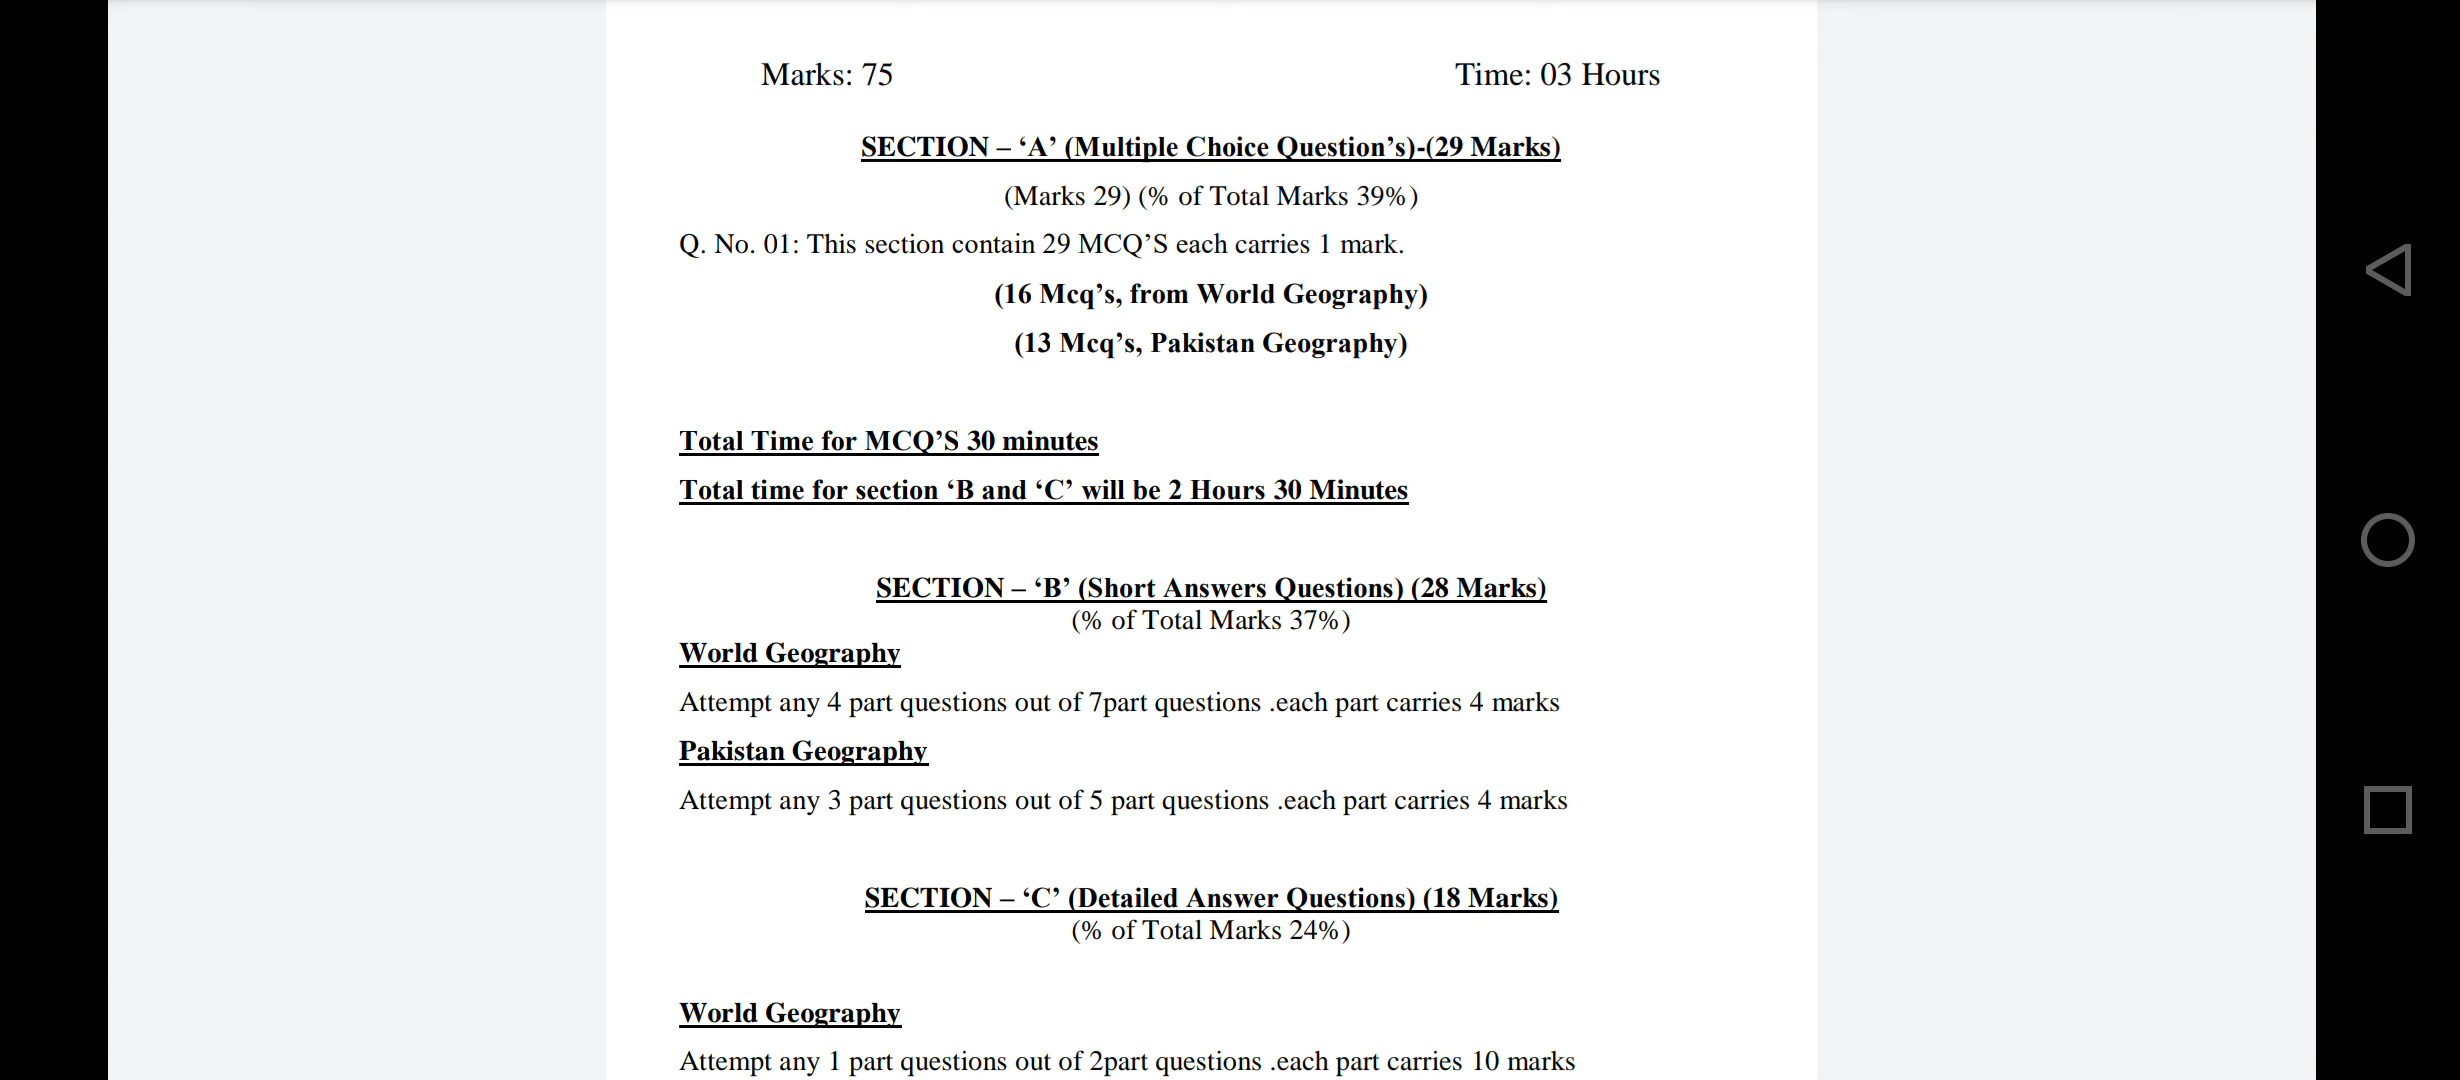 Marks: 75 Time: 03 Hours
SECTION – ‘A’ (Multiple Choice Question’s)-(29 Marks)
(Marks 29) (% of Total Marks 39%)
Q. No. 01: This section contain 29 MCQ’S each carries 1 mark.
(16 Mcq’s, from World Geography)
(13 Mcq’s, Pakistan Geography)
Total Time for MCQ’S 30 minutes
Total time for section ‘B and ‘C’ will be 2 Hours 30 Minutes
SECTION – ‘B’ (Short Answers Questions) (28 Marks)
(% of Total Marks 37%)
World Geography
Attempt any 4 part questions out of 7part questions .each part carries 4 marks
Pakistan Geography
Attempt any 3 part questions out of 5 part questions .each part carries 4 marks
SECTION – ‘C’ (Detailed Answer Questions) (18 Marks)
(% of Total Marks 24%)
World Geography
Attempt any 1 part questions out of 2part questions .each part carries 10 marks